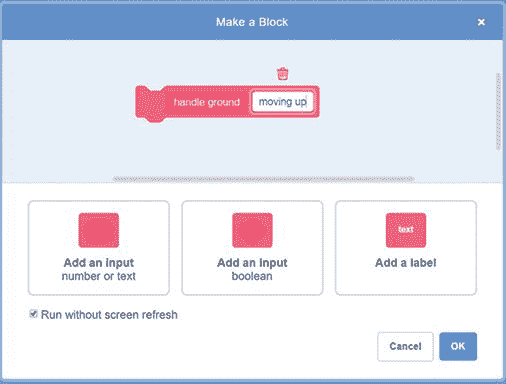 Make a Block ×
handle ground moving up
text
Add an input
number or text
Add an input
boolean
Add a label
Run without screen refresh
Cancel OK